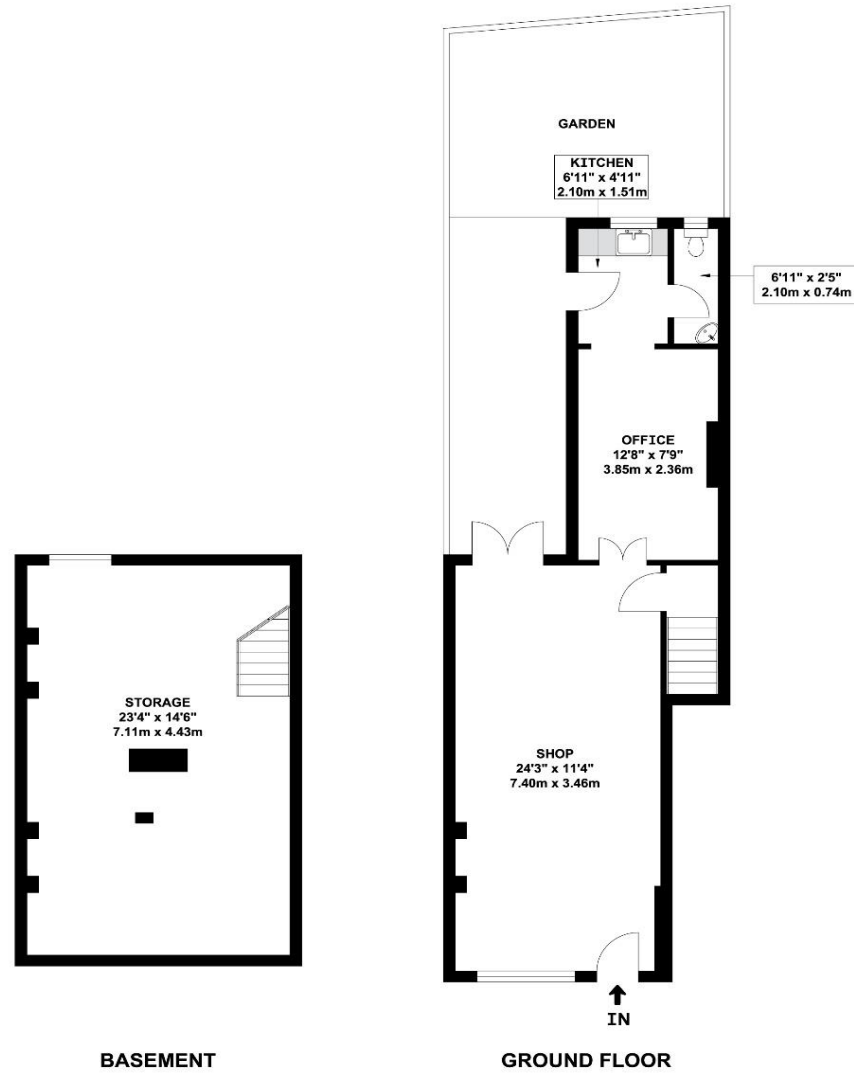 GARDEN
KITCHEN
6'11" x 4'11"
2.10m x 1.51m
6'11" x 2'5"
2.10m x 0.74m
OFFICE
12'8" x 7'9"
3.85m x 2.36m
STORAGE
23'4" x 14'6"
7.11m x 4.43m
SHOP
24'3" x 11'4"
7.40m x 3.46m
IN
BASEMENT
GROUND FLOOR